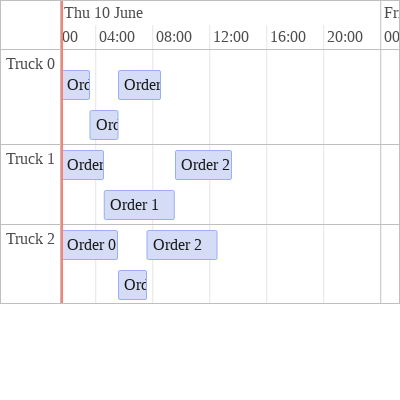 Thu 10 June
Fr
00
04:00
08:00
12:00
16:00
20:00
00
Truck 0
Ord
Order
Ord
Truck 1
Order
Order 2
Order 1
Truck 2
Order 0
Order 2
Ord